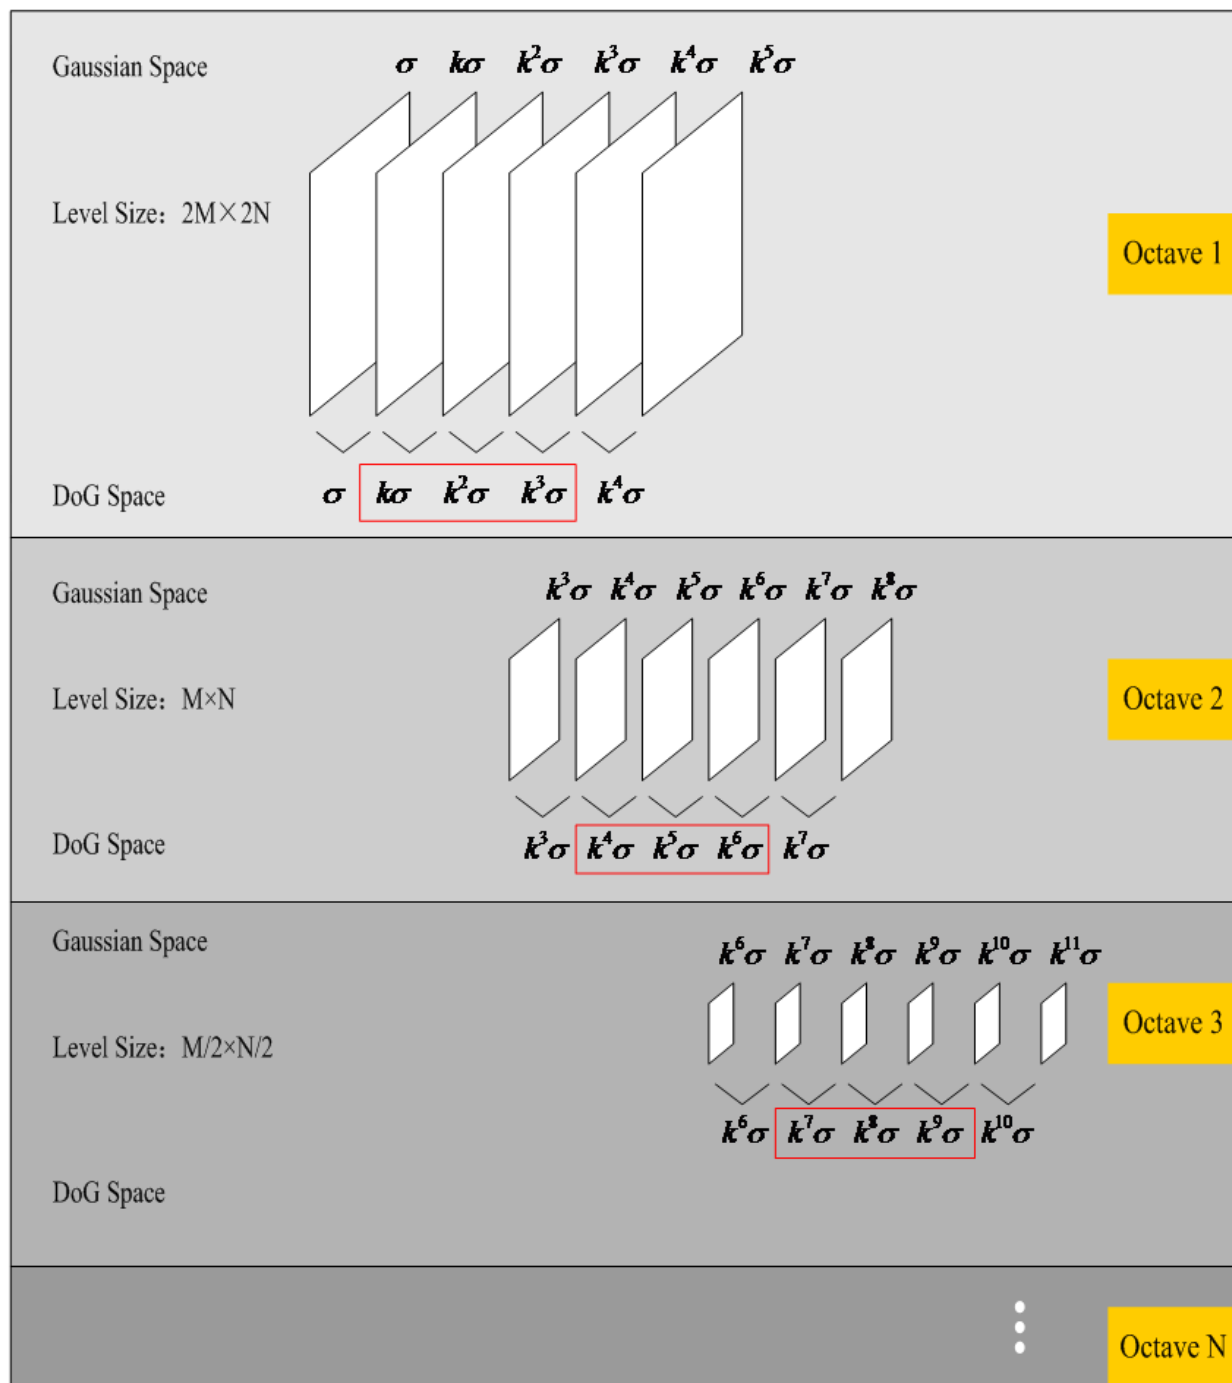 Gaussian Space σ kσ k²σ k³σ k⁴σ k⁵σ
Level Size：2M×2N
Octave 1
DoG Space σ kσ k²σ k³σ k⁴σ
Gaussian Space k³σ k⁴σ k⁵σ k⁶σ k⁷σ k⁸σ
Level Size：M×N
Octave 2
DoG Space k³σ k⁴σ k⁵σ k⁶σ k⁷σ
Gaussian Space k⁶σ k⁷σ k⁸σ k⁹σ k¹⁰σ k¹¹σ
Octave 3
Level Size：M/2×N/2
k⁶σ k⁷σ k⁸σ k⁹σ k¹⁰σ
DoG Space
Octave N